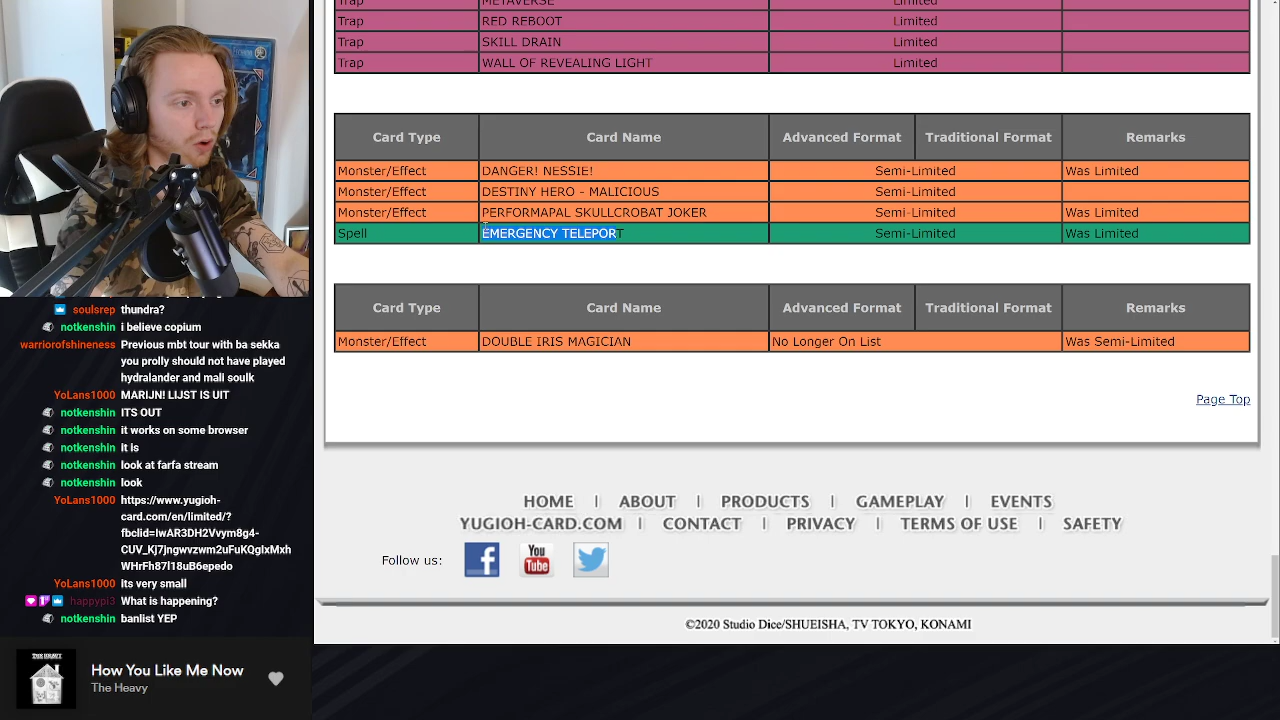 Trap METAVERSE Limited
Trap RED REBOOT Limited
Trap SKILL DRAIN Limited
Trap WALL OF REVEALING LIGHT Limited
Card Type Card Name Advanced Format Traditional Format Remarks
Monster/Effect DANGER! NESSIE! Semi-Limited Was Limited
Monster/Effect DESTINY HERO - MALICIOUS Semi-Limited
Monster/Effect PERFORMAPAL SKULLCROBAT JOKER Semi-Limited Was Limited
Spell EMERGENCY TELEPORT Semi-Limited Was Limited
Card Type Card Name Advanced Format Traditional Format Remarks
Monster/Effect DOUBLE IRIS MAGICIAN No Longer On List Was Semi-Limited
Page Top
HOME | ABOUT | PRODUCTS | GAMEPLAY | EVENTS
YUGIOH-CARD.COM | CONTACT | PRIVACY | TERMS OF USE | SAFETY
Follow us:
You
Tube
©2020 Studio Dice/SHUEISHA, TV TOKYO, KONAMI
soulsrep thundra?
notkenshin i believe copium
warriorofshineness Previous mbt tour with ba sekka
you prolly should not have played
hydralander and mall soulk
YoLans1000 MARIJN! LIJST IS UIT
notkenshin ITS OUT
notkenshin it works on some browser
notkenshin it is
notkenshin look at farfa stream
notkenshin look
YoLans1000 https://www.yugioh-
card.com/en/limited/?
fbclid=IwAR3DH2Vvym8g4-
CUV_Kj7jngwvzwm2uFuKQglxMxh
WHrFh87l18uB6epedo
YoLans1000 Its very small
happypi3 What is happening?
notkenshin banlist YEP
THE HEAVY
How You Like Me Now
The Heavy